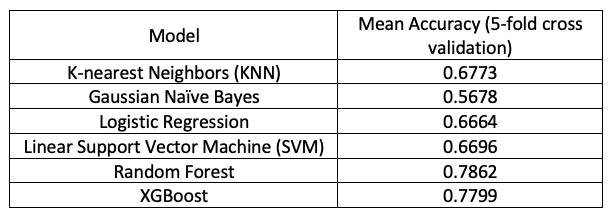 Model
Mean Accuracy (5-fold cross
validation)
K-nearest Neighbors (KNN) 0.6773
Gaussian Naïve Bayes 0.5678
Logistic Regression 0.6664
Linear Support Vector Machine (SVM) 0.6696
Random Forest 0.7862
XGBoost 0.7799